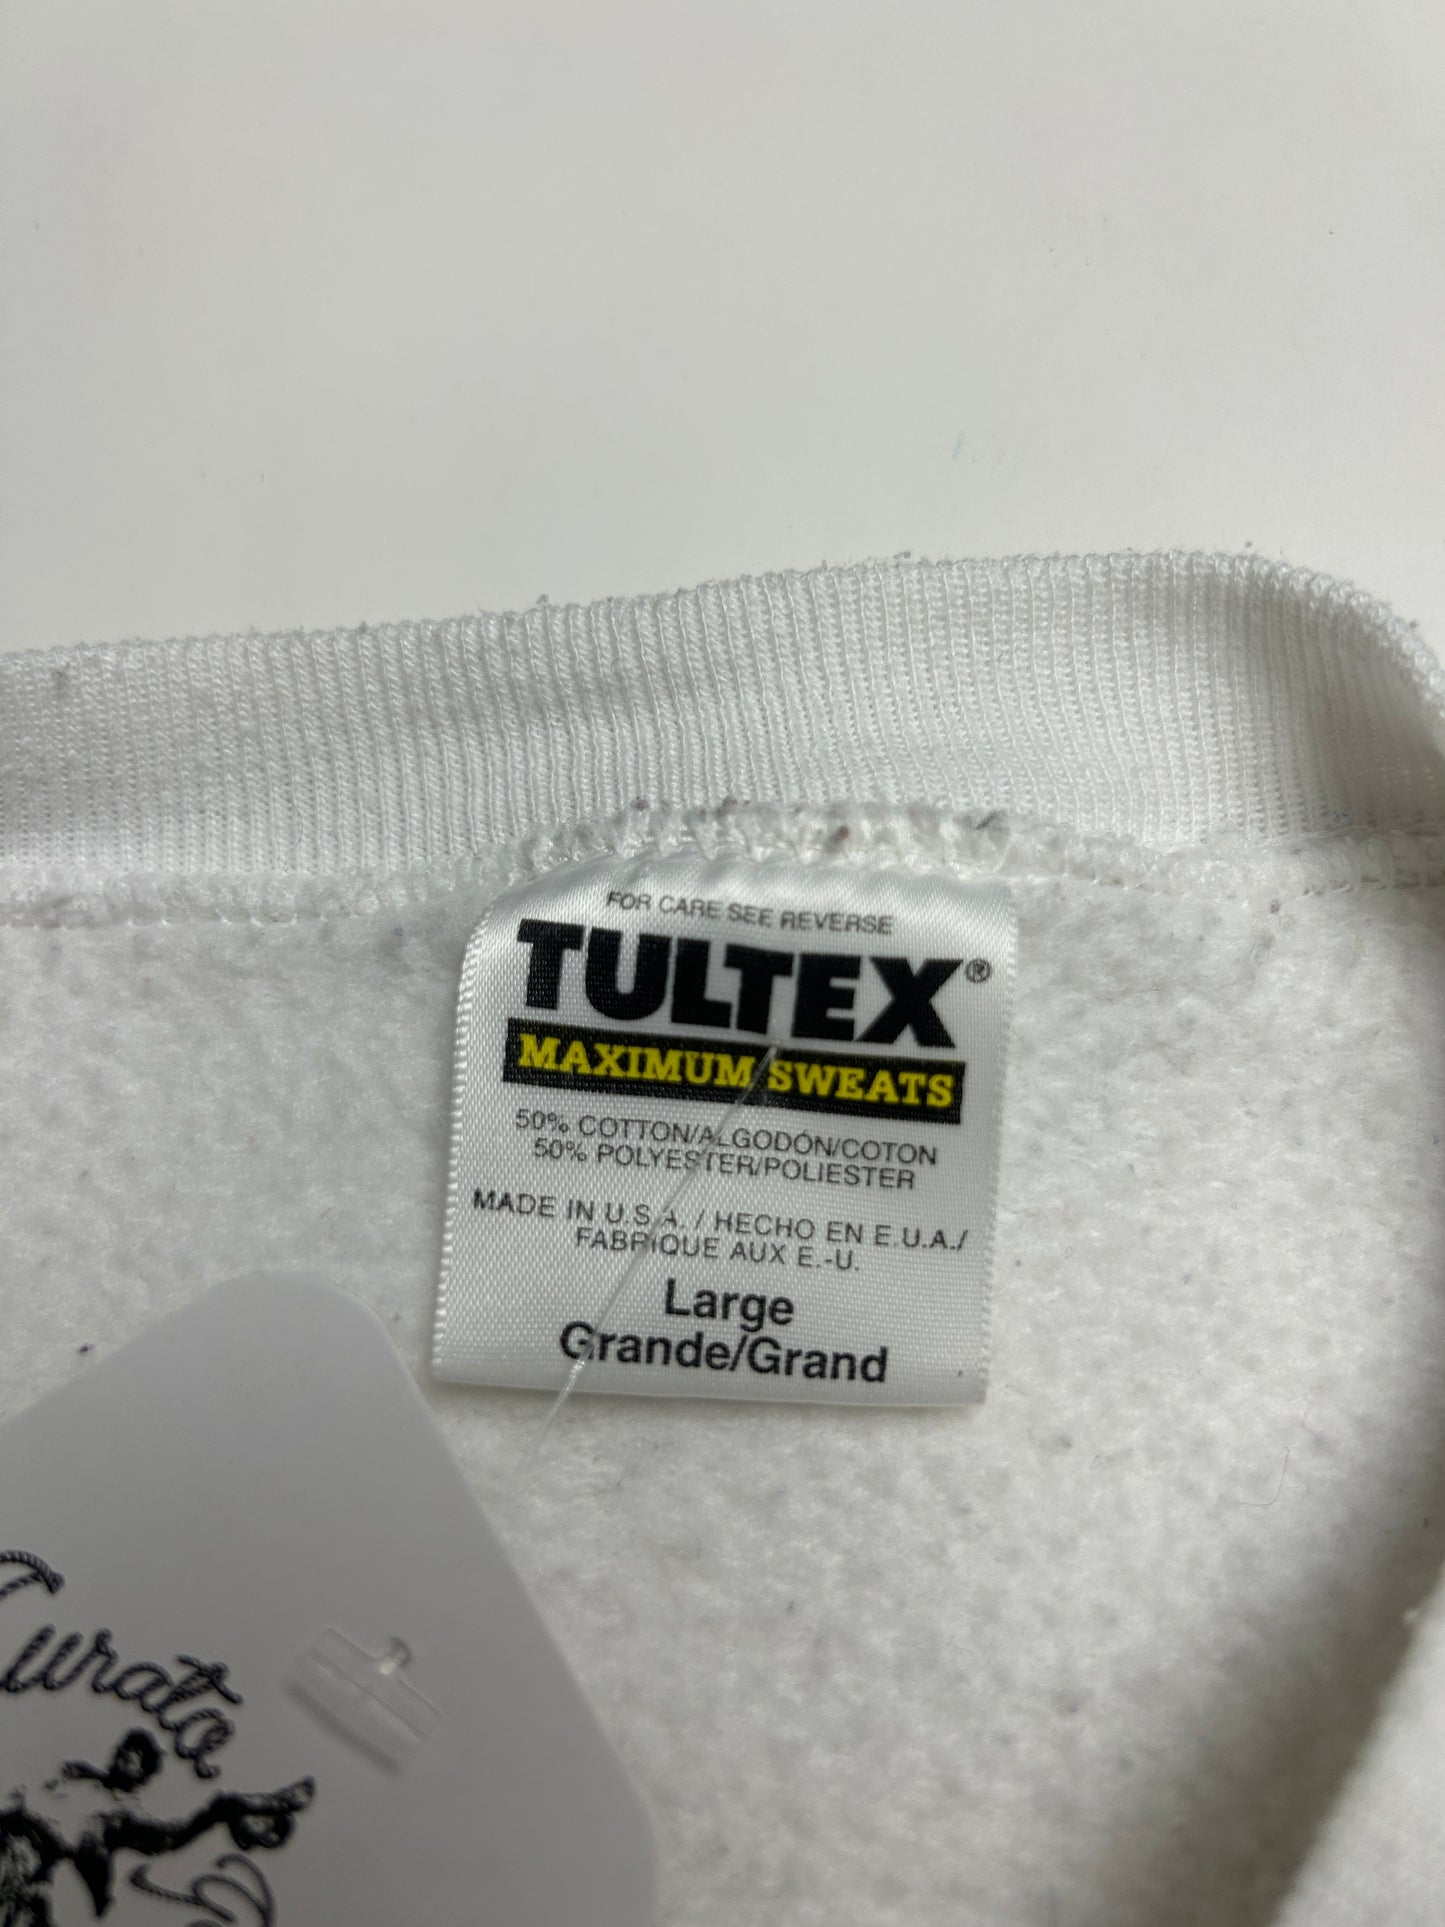 FOR CARE SEE REVERSE
TULTEX®
MAXIMUM SWEATS
50% COTTON/ALGODÓN/COTON
50% POLYESTER/POLIESTER
MADE IN U.S.A. / HECHO EN E.U.A./
FABRIQUE AUX E.-U.
Large
Grande/Grand
Curato